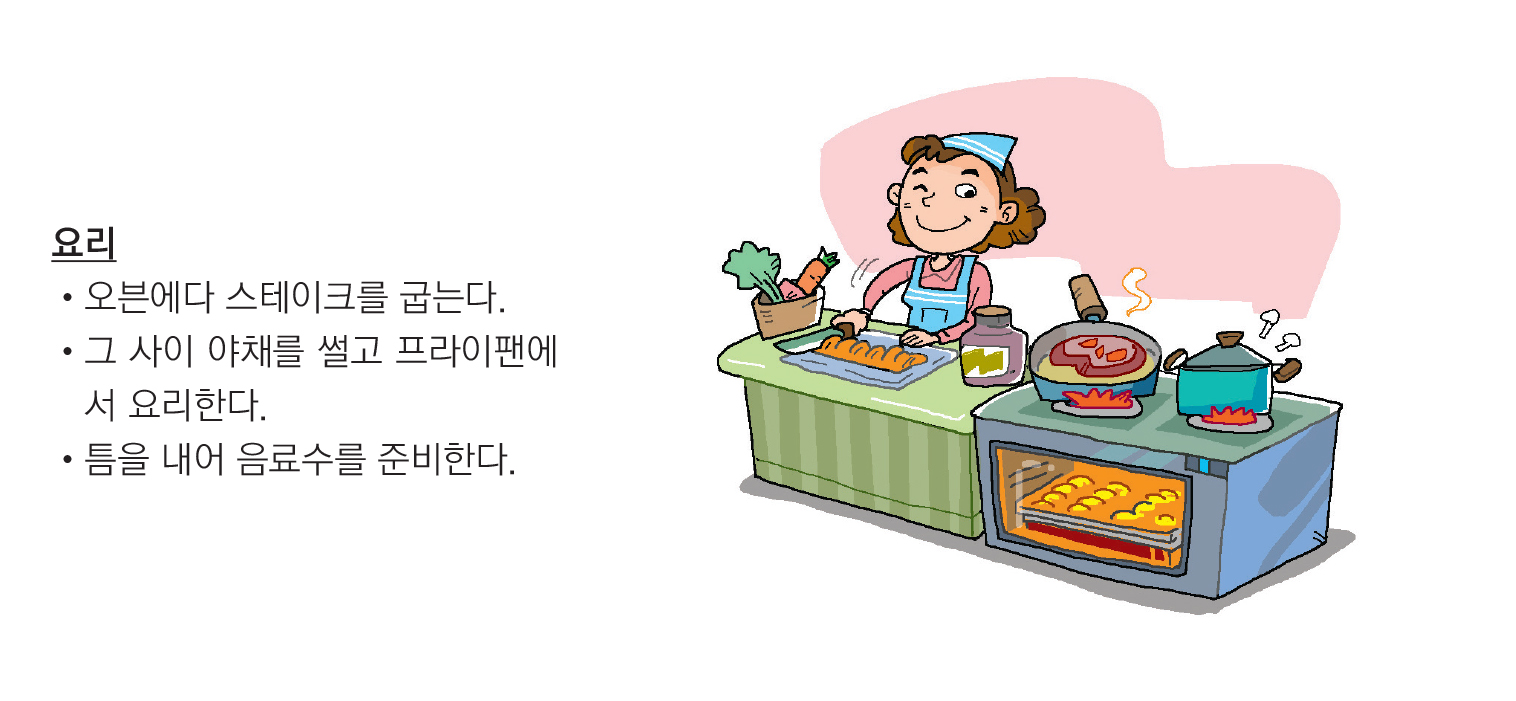 요리
• 오븐에다 스테이크를 굽는다.
• 그 사이 야채를 썰고 프라이팬에
서 요리한다.
• 틈을 내어 음료수를 준비한다.